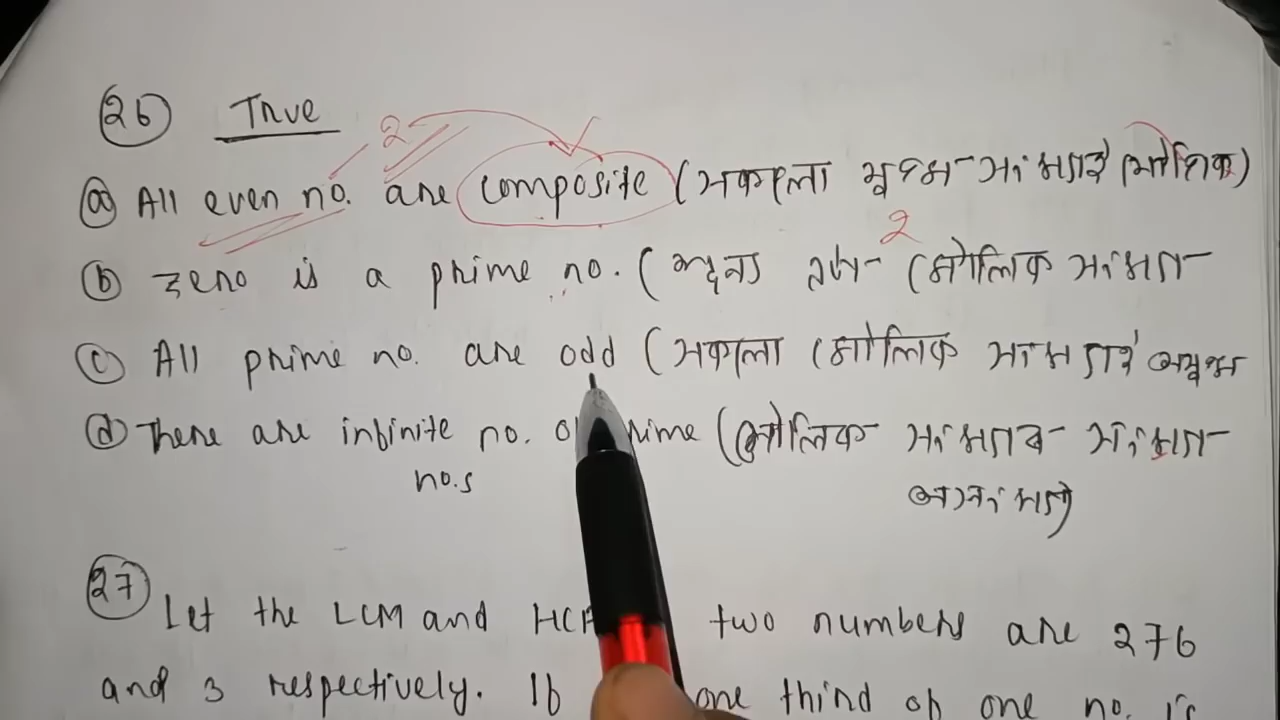 26 True
2
(a) All even no. are composite (সকলো যুগ্ম সংখ্যাই যৌগিক)
2
(b) zero is a prime no. (শূন্য মৌলিক সংখ্যা
(c) All prime no. are odd (সকলো মৌলিক সংখ্যাই অযুগ্ম
(d) There are infinite no. of prime (মৌলিক সংখ্যাৰ সংখ্যা
no.s অসংখ্য)
27 Let the LCM and HCF two numbers are 276
and 3 respectively. If one third of one no. is